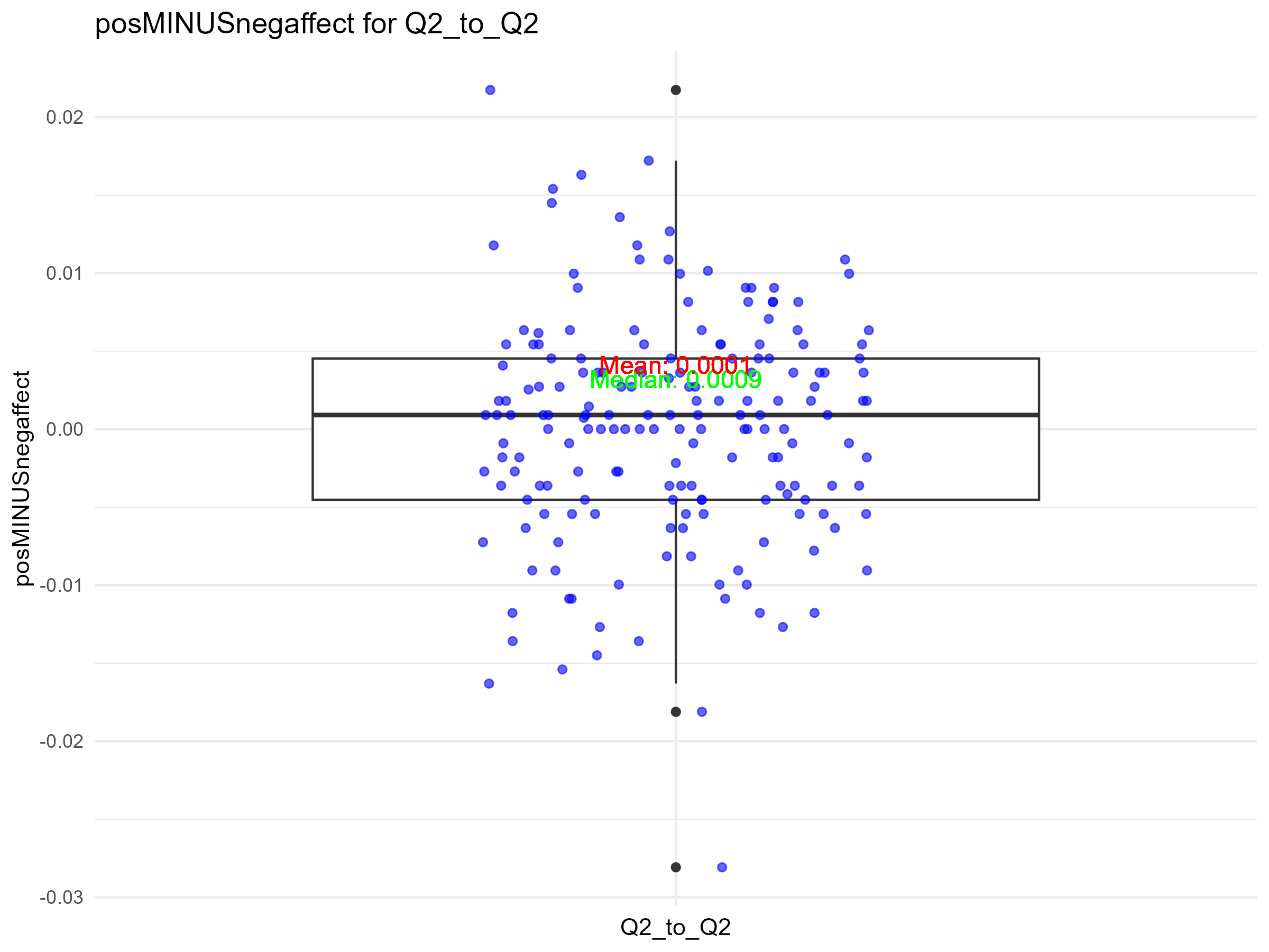 posMINUSnegaffect for Q2_to_Q2
0.02
0.01
0.00
-0.01
-0.02
-0.03
posMINUSnegaffect
Mean: 0.0001
Median: 0.0009
Q2_to_Q2
Q2_to_Q2